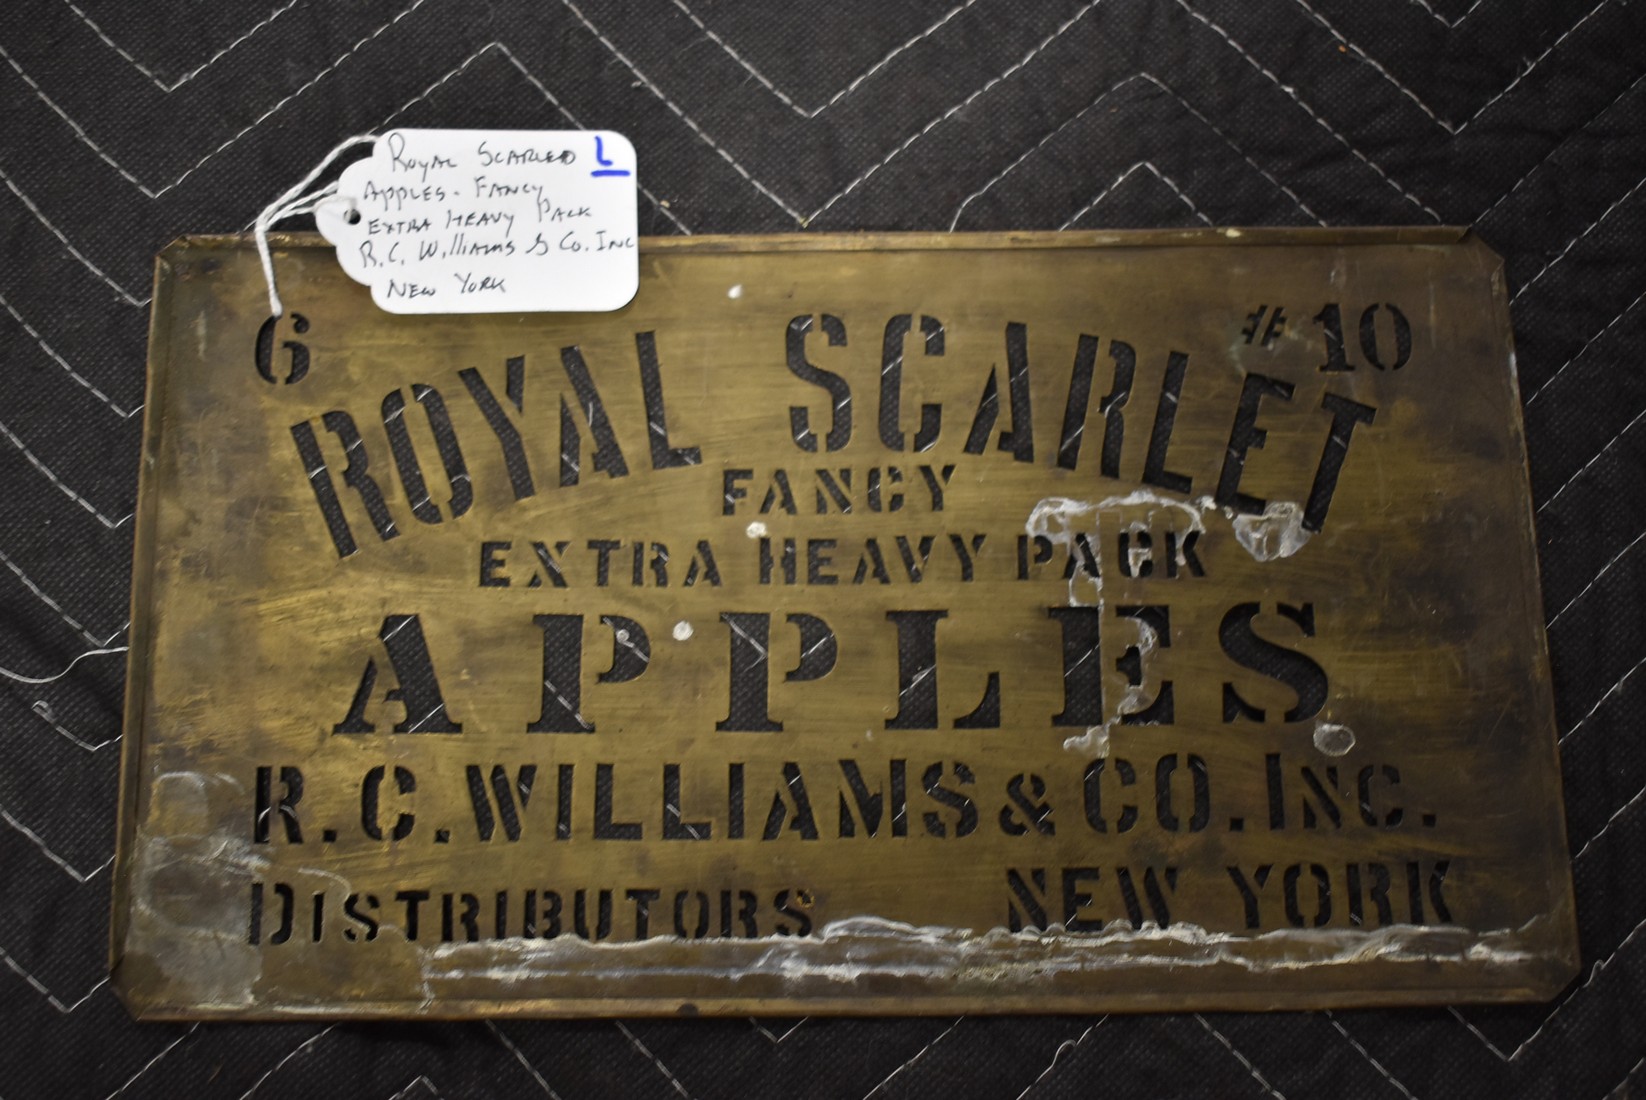 Royal Scarled L
Apples - Fancy
Extra Heavy Pack
R.C. Williams & Co. Inc
New York
6 #10
ROYAL SCARLET
FANCY
EXTRA HEAVY PACK
APPLES
R.C. WILLIAMS & CO. INC.
DISTRIBUTORS NEW YORK